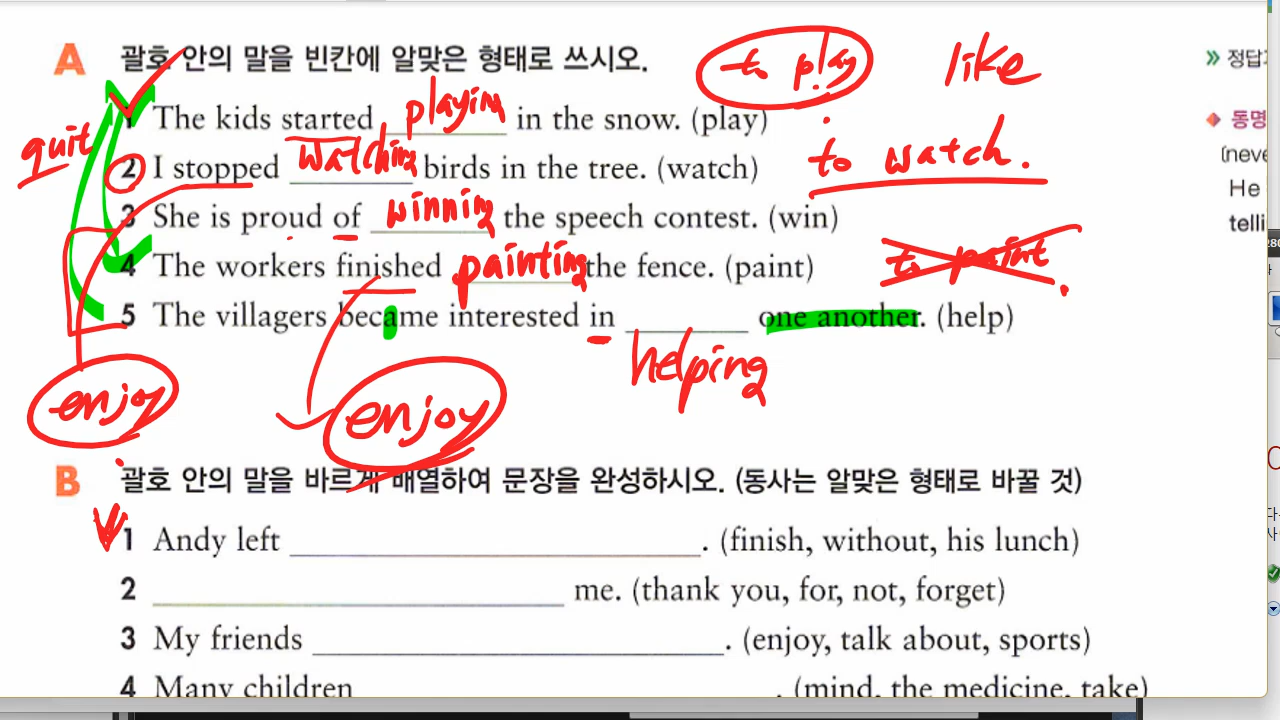 A 괄호 안의 말을 빈칸에 알맞은 형태로 쓰시오.
to play like
정답
1 The kids started playing in the snow. (play)
quit
동명
2 I stopped watching birds in the tree. (watch)
to watch.
(neve
3 She is proud of winning the speech contest. (win)
He
telli
4 The workers finished painting the fence. (paint)
to paint
5 The villagers became interested in one another. (help)
helping
enjoy enjoy
B 괄호 안의 말을 바르게 배열하여 문장을 완성하시오. (동사는 알맞은 형태로 바꿀 것)
1 Andy left . (finish, without, his lunch)
2 me. (thank you, for, not, forget)
3 My friends . (enjoy, talk about, sports)
4 Many children . (mind, the medicine, take)